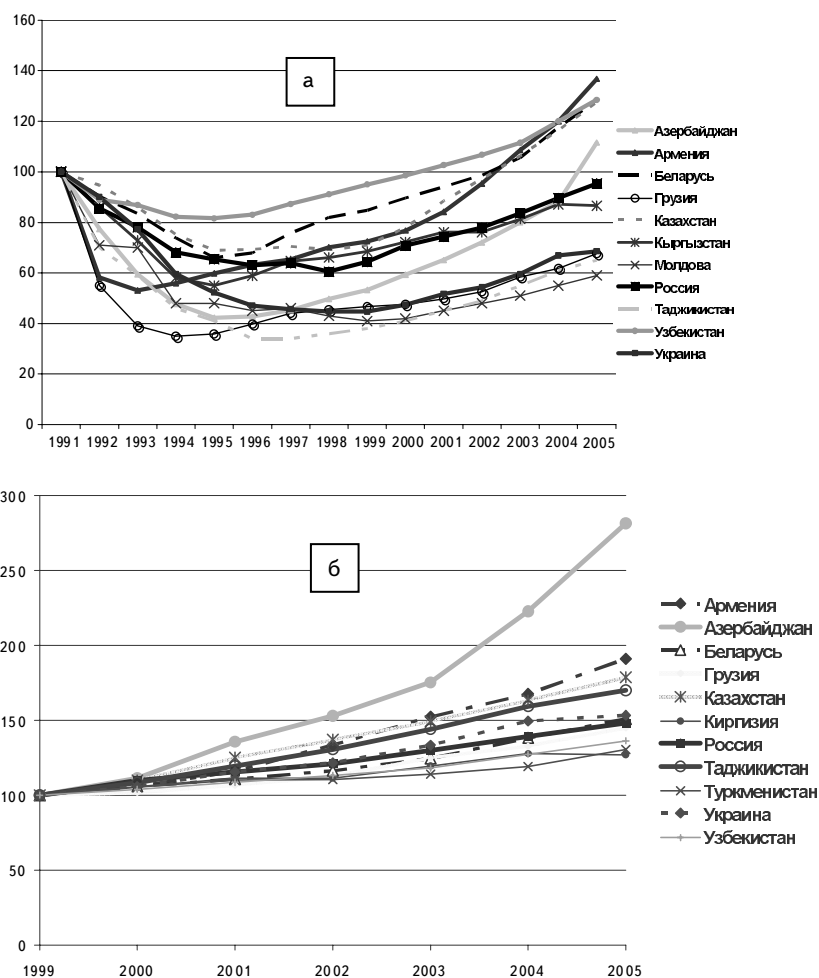 160
140
120
100
80
60
40
20
0
а
1991 1992 1993 1994 1995 1996 1997 1998 1999 2000 2001 2002 2003 2004 2005
Азербайджан
Армения
Беларусь
Грузия
Казахстан
Кыргызстан
Молдова
Россия
Таджикистан
Узбекистан
Украина
300
250
200
150
100
50
0
б
1999 2000 2001 2002 2003 2004 2005
Армения
Азербайджан
Беларусь
Грузия
Казахстан
Киргизия
Россия
Таджикистан
Туркменистан
Украина
Узбекистан